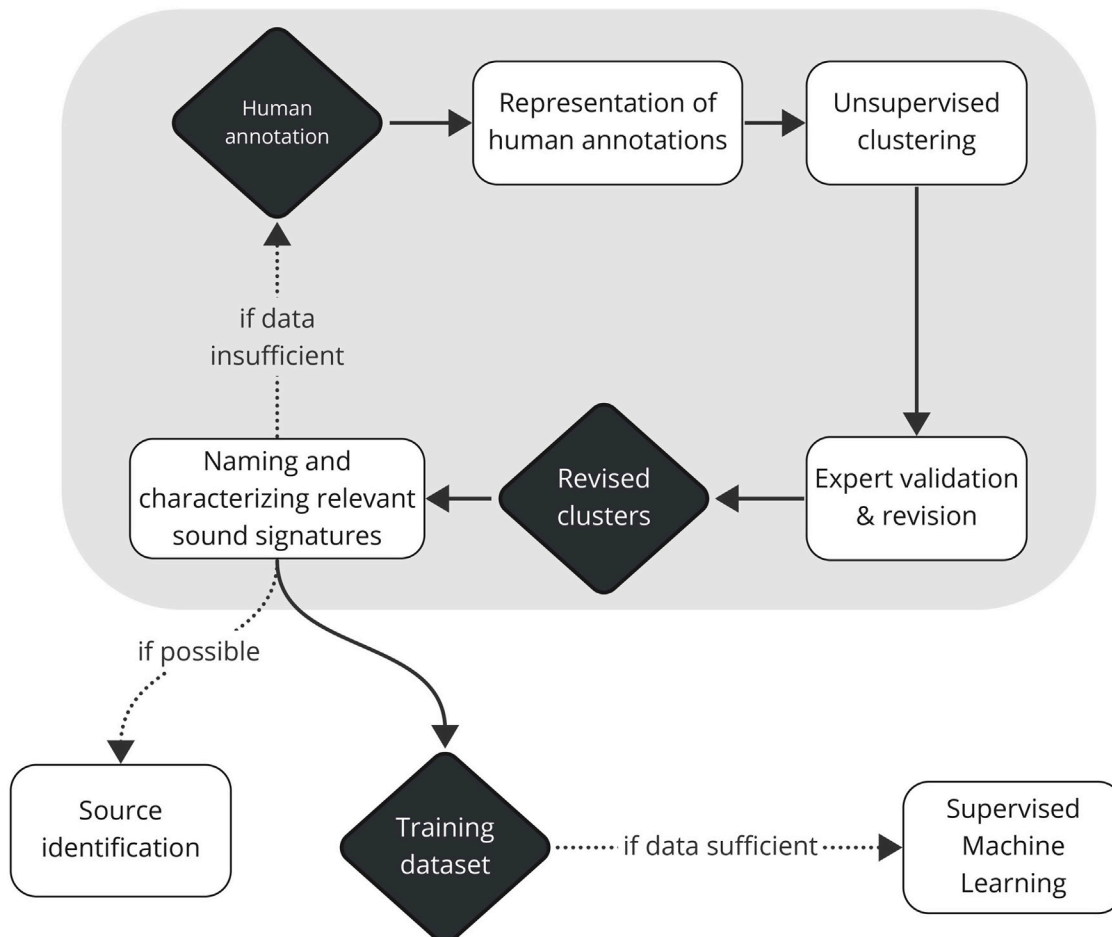 Human
annotation
Representation of
human annotations
Unsupervised
clustering
if data
insufficient
Naming and
characterizing relevant
sound signatures
Revised
clusters
Expert validation
& revision
if possible
Source
identification
Training
dataset
if data sufficient
Supervised
Machine
Learning